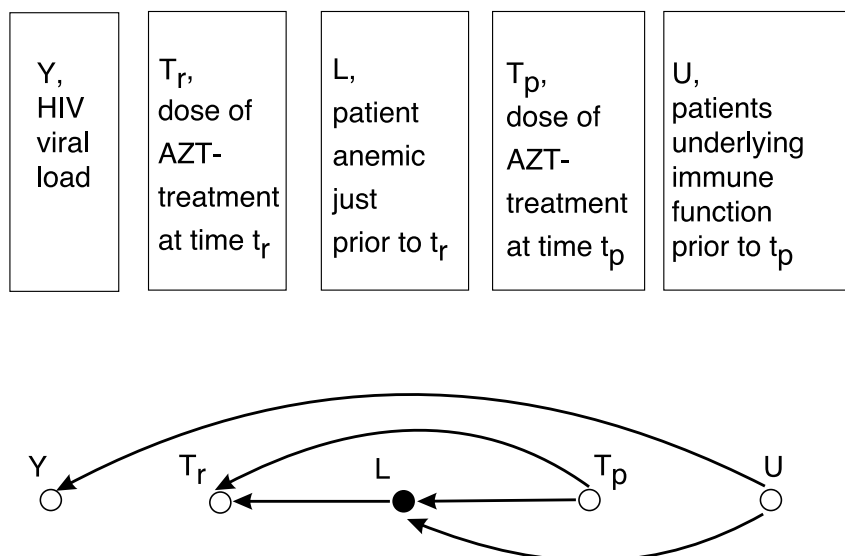 Y,
HIV
viral
load
Tr,
dose of
AZT-
treatment
at time tr
L,
patient
anemic
just
prior to tr
Tp,
dose of
AZT-
treatment
at time tp
U,
patients
underlying
immune
function
prior to tp
Y
Tr
L
Tp
U